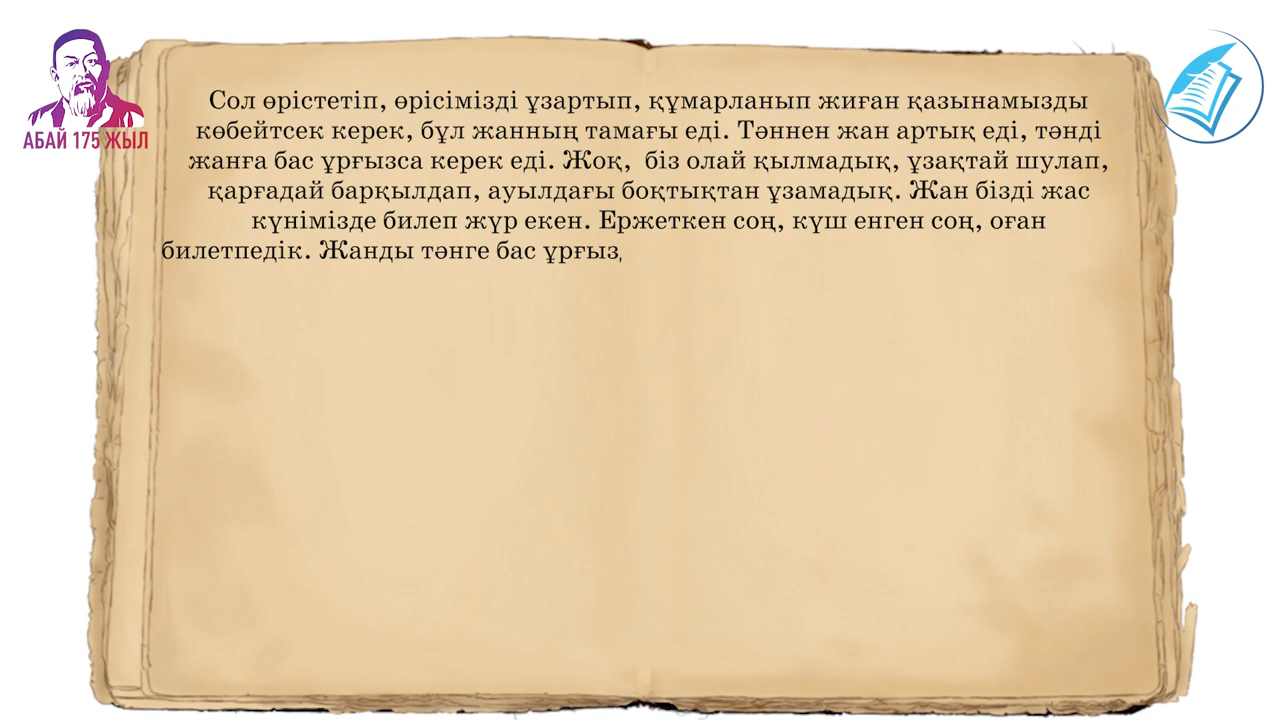 АБАЙ 175 ЖЫЛ
Сол өрістетіп, өрісімізді ұзартып, құмарланып жиған қазынамызды
көбейтсек керек, бұл жанның тамағы еді. Тәннен жан артық еді, тәнді
жанға бас ұрғызса керек еді. Жоқ, біз олай қылмадық, ұзақтай шулап,
қарғадай барқылдап, ауылдағы боқтықтан ұзамадық. Жан бізді жас
күнімізде билеп жүр екен. Ержеткен соң, күш енген соң, оған
билетпедік. Жанды тәнге бас ұрғыз,